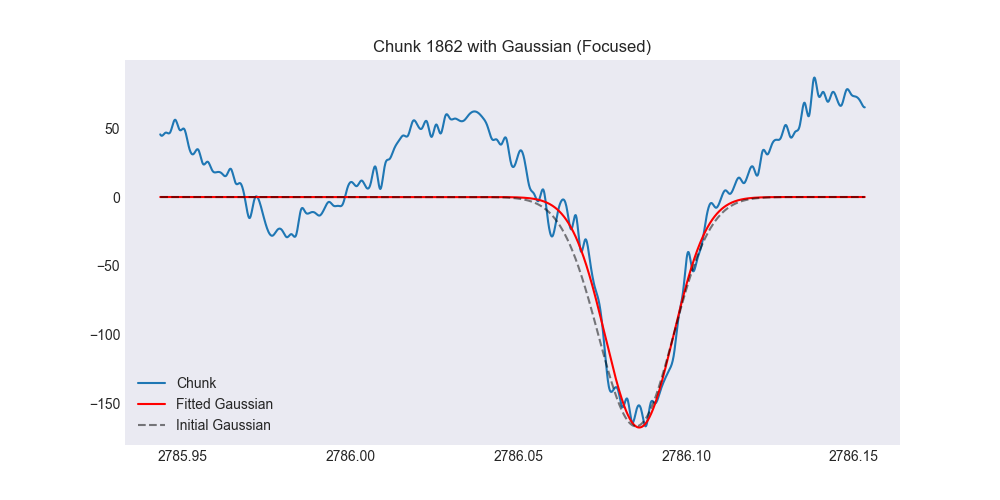 Chunk 1862 with Gaussian (Focused)
50
0
−50
−100
−150
Chunk
Fitted Gaussian
Initial Gaussian
2785.95 2786.00 2786.05 2786.10 2786.15